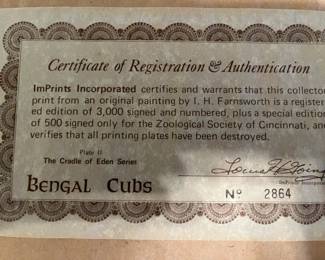 Certificate of Registration & Authentication
ImPrints Incorporated certifies and warrants that this collector
print from an original painting by I. H. Farnsworth is a register-
ed edition of 3,000 signed and numbered, plus a special edition
of 500 signed only for the Zoological Society of Cincinnati, and
verifies that all printing plates have been destroyed.
Plate II
The Cradle of Eden Series
Bengal Cubs
ImPrints Incorporated
No 2864